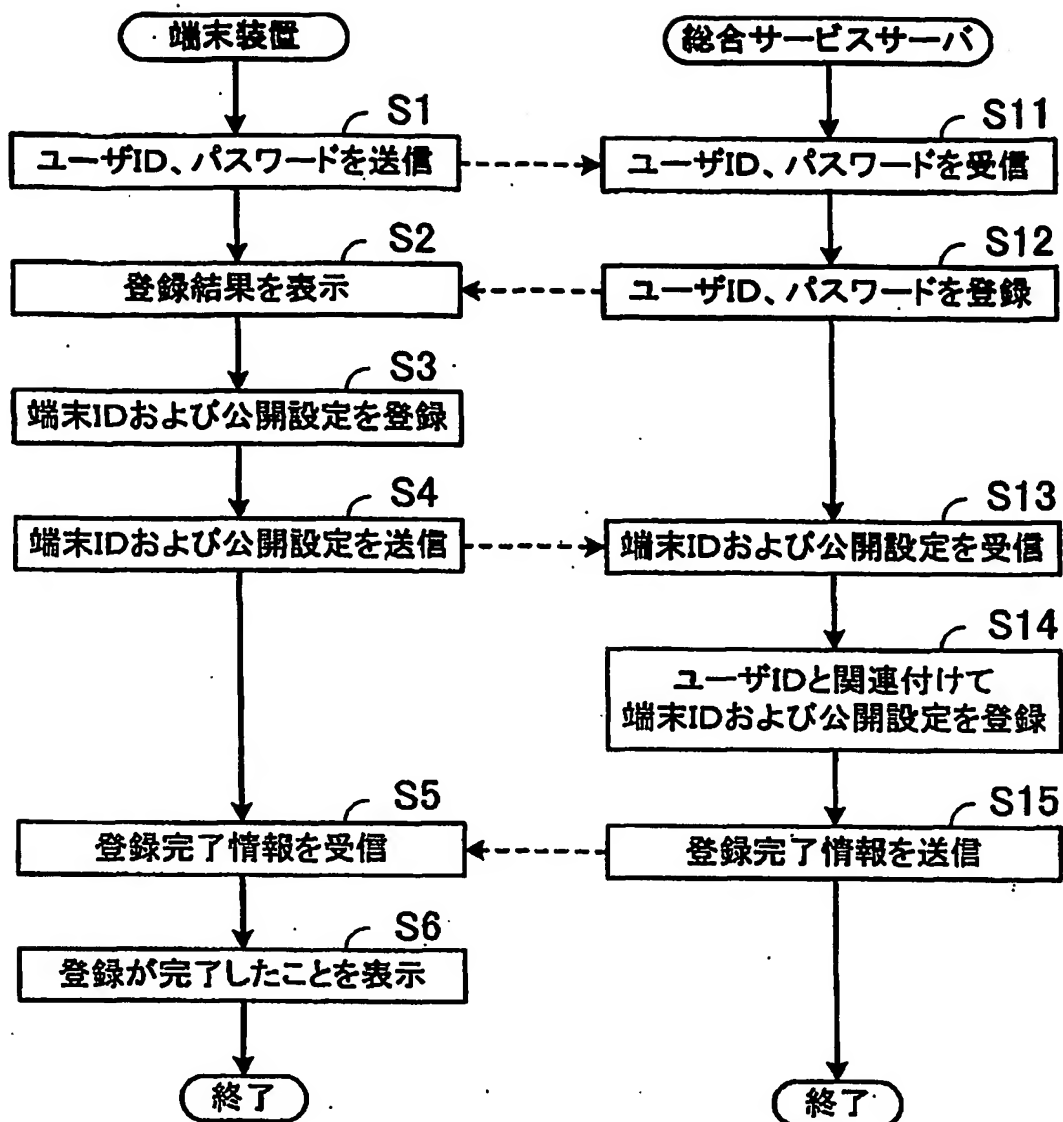 端末装置
総合サービスサーバ
S1
S11
ユーザID、パスワードを送信
ユーザID、パスワードを受信
S2
S12
登録結果を表示
ユーザID、パスワードを登録
S3
端末IDおよび公開設定を登録
S4
S13
端末IDおよび公開設定を送信
端末IDおよび公開設定を受信
S14
ユーザIDと関連付けて
端末IDおよび公開設定を登録
S5
S15
登録完了情報を受信
登録完了情報を送信
S6
登録が完了したことを表示
終了
終了